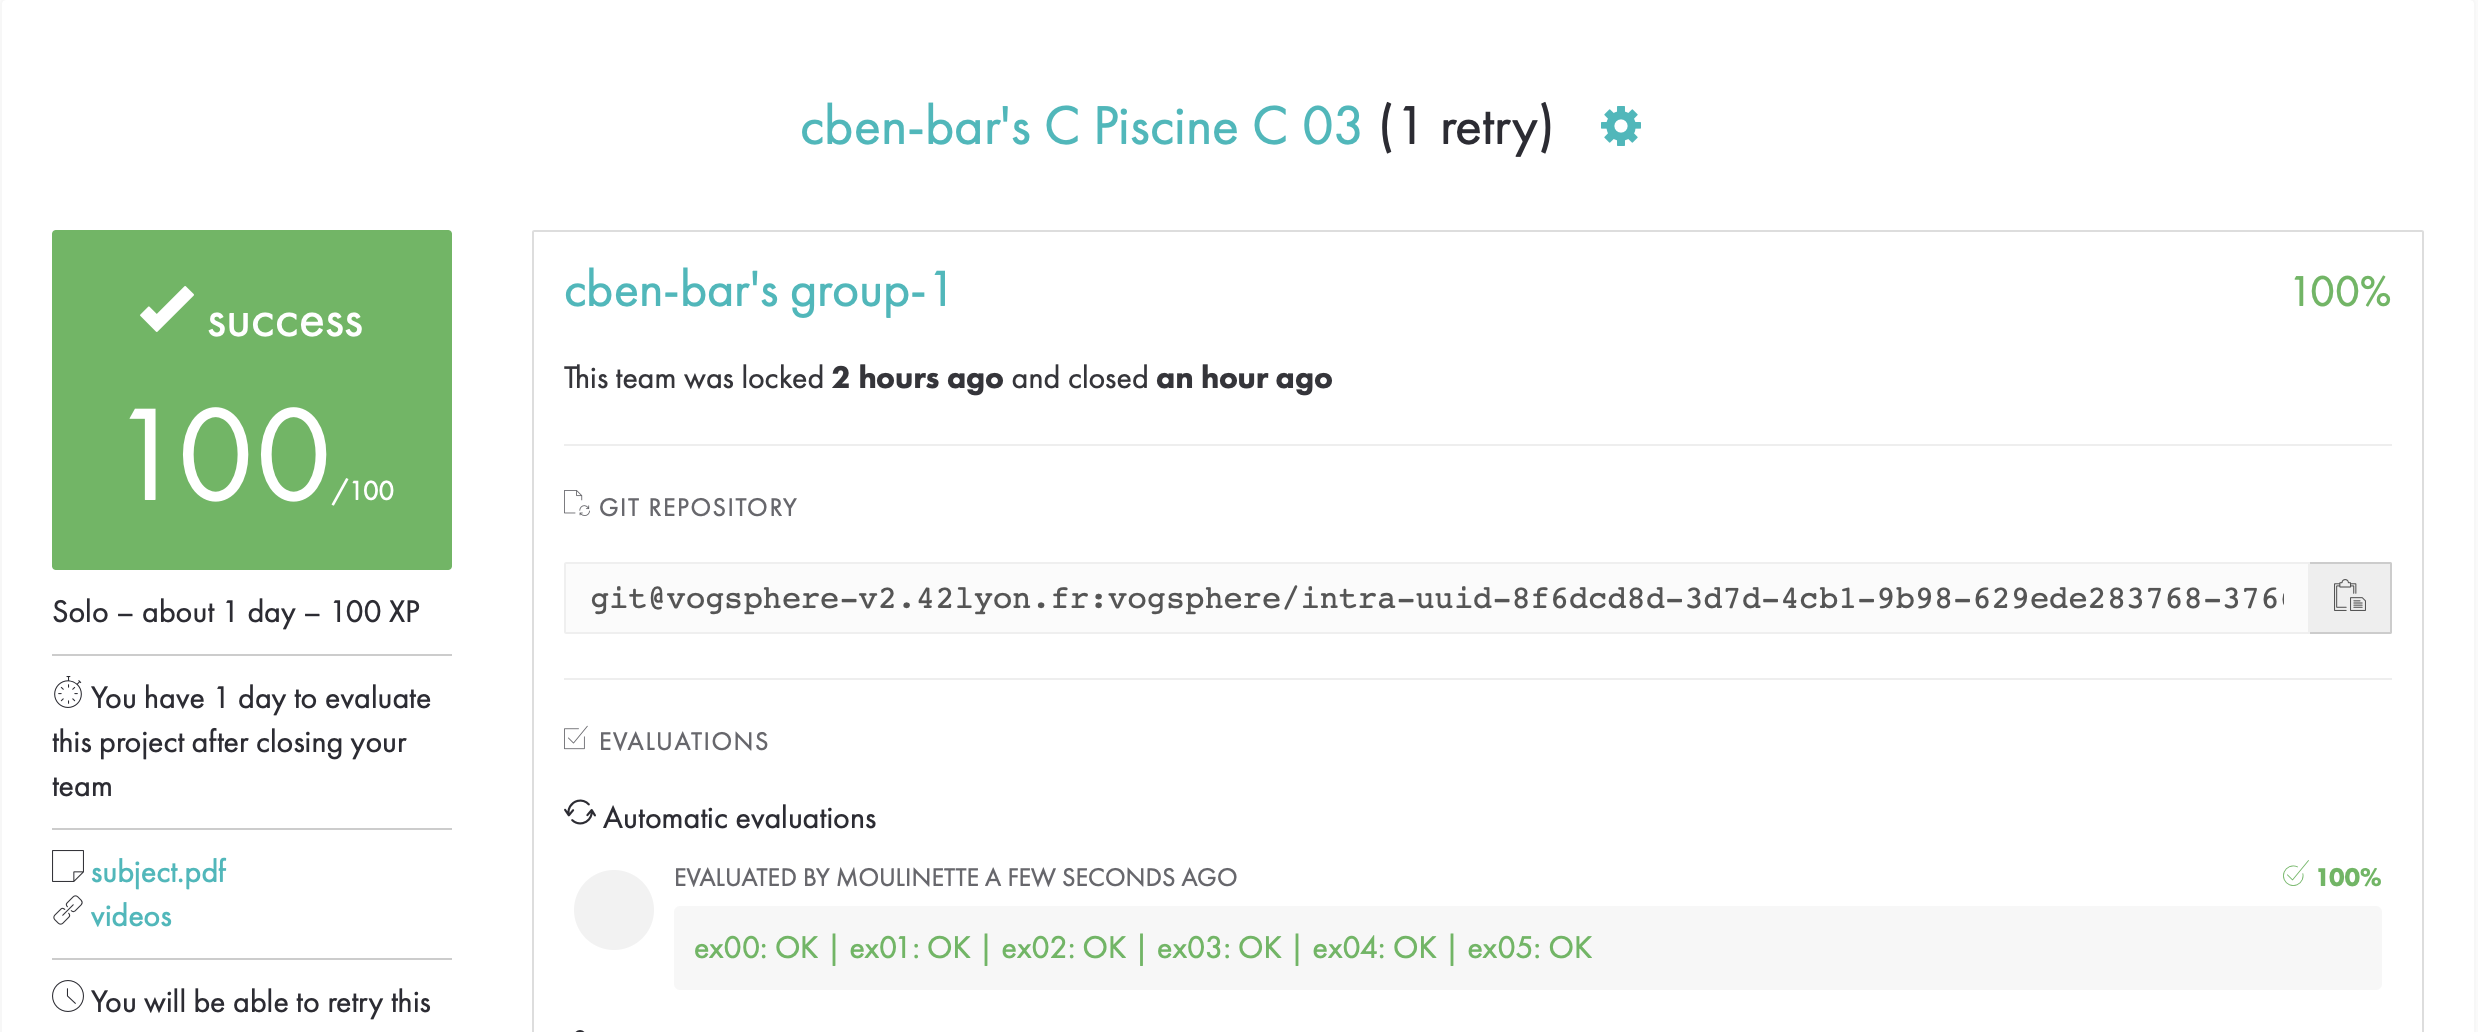 cben-bar's C Piscine C 03 (1 retry)
success
100/100
Solo – about 1 day – 100 XP
You have 1 day to evaluate
this project after closing your
team
subject.pdf
videos
You will be able to retry this
cben-bar's group-1
100%
This team was locked 2 hours ago and closed an hour ago
GIT REPOSITORY
git@vogsphere-v2.42lyon.fr:vogsphere/intra-uuid-8f6dcd8d-3d7d-4cb1-9b98-629ede283768-376
EVALUATIONS
Automatic evaluations
EVALUATED BY MOULINETTE A FEW SECONDS AGO
100%
ex00: OK | ex01: OK | ex02: OK | ex03: OK | ex04: OK | ex05: OK